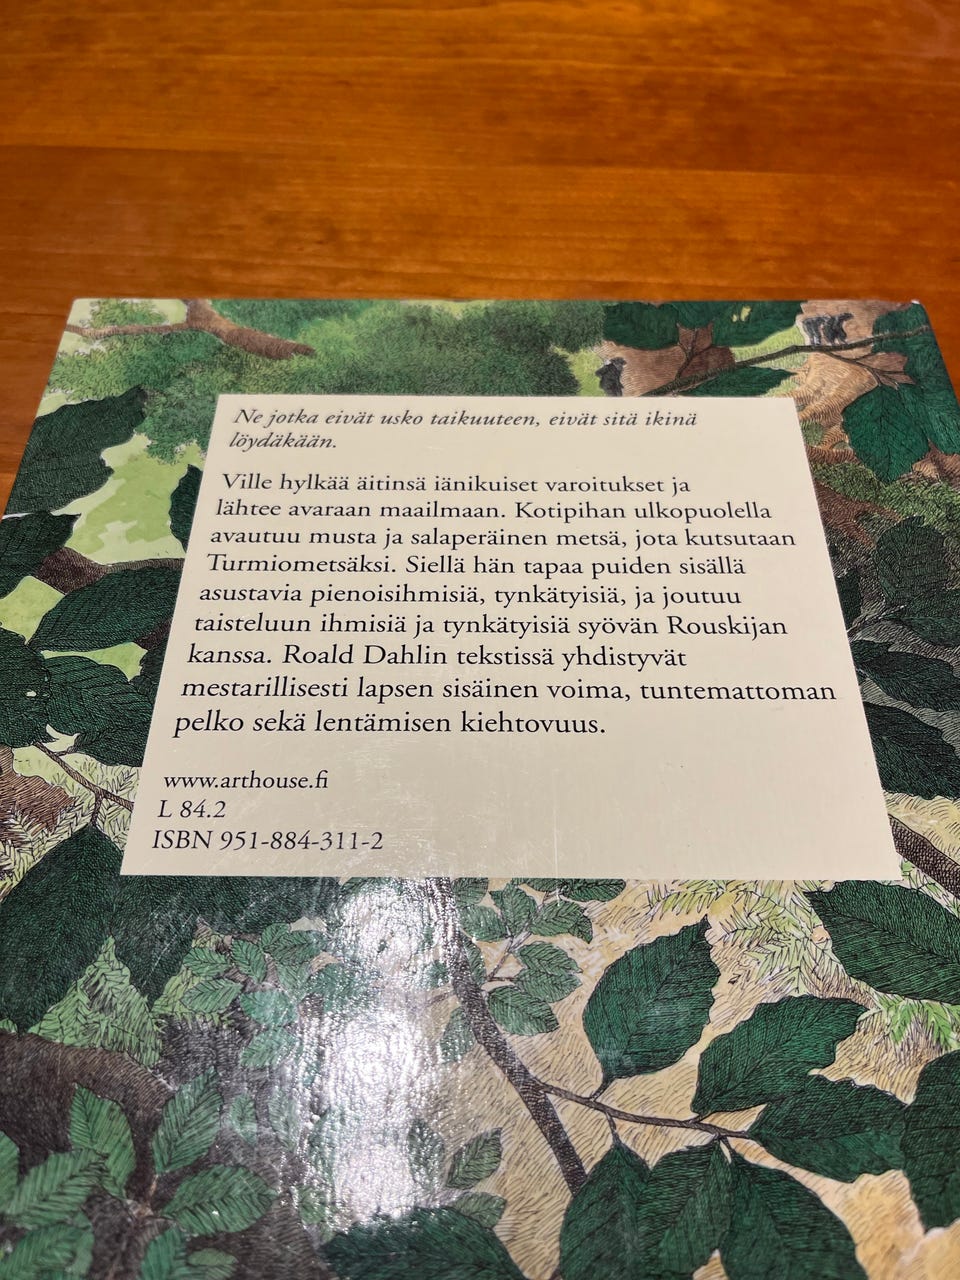 Ne jotka eivät usko taikuuteen, eivät sitä ikinä
löydäkään.
Ville hylkää äitinsä iänikuiset varoitukset ja
lähtee avaraan maailmaan. Kotipihan ulkopuolella
avautuu musta ja salaperäinen metsä, jota kutsutaan
Turmiometsäksi. Siellä hän tapaa puiden sisällä
asustavia pienoisihmisiä, tynkätyisiä, ja joutuu
taisteluun ihmisiä ja tynkätyisiä syövän Rouskijan
kanssa. Roald Dahlin tekstissä yhdistyvät
mestarillisesti lapsen sisäinen voima, tuntemattoman
pelko sekä lentämisen kiehtovuus.
www.arthouse.fi
L 84.2
ISBN 951-884-311-2